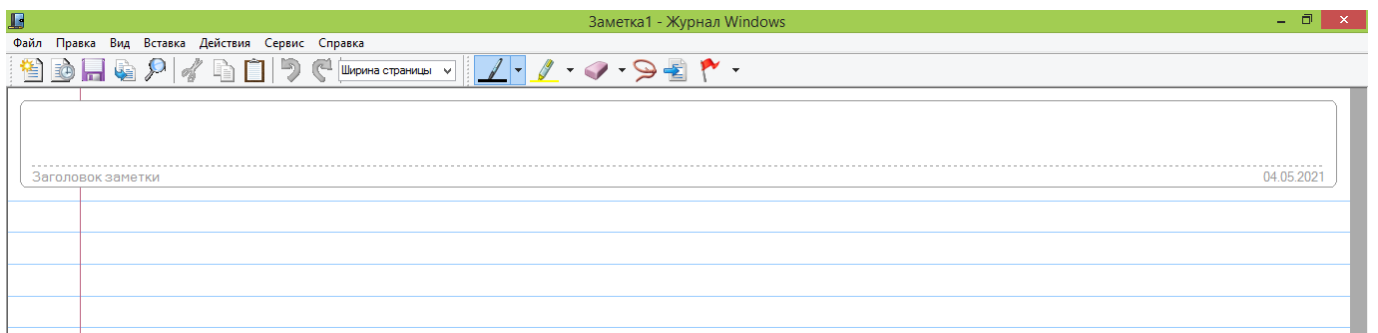 Заметка1 - Журнал Windows
Файл Правка Вид Вставка Действия Сервис Справка
Ширина страницы
Заголовок заметки 04.05.2021